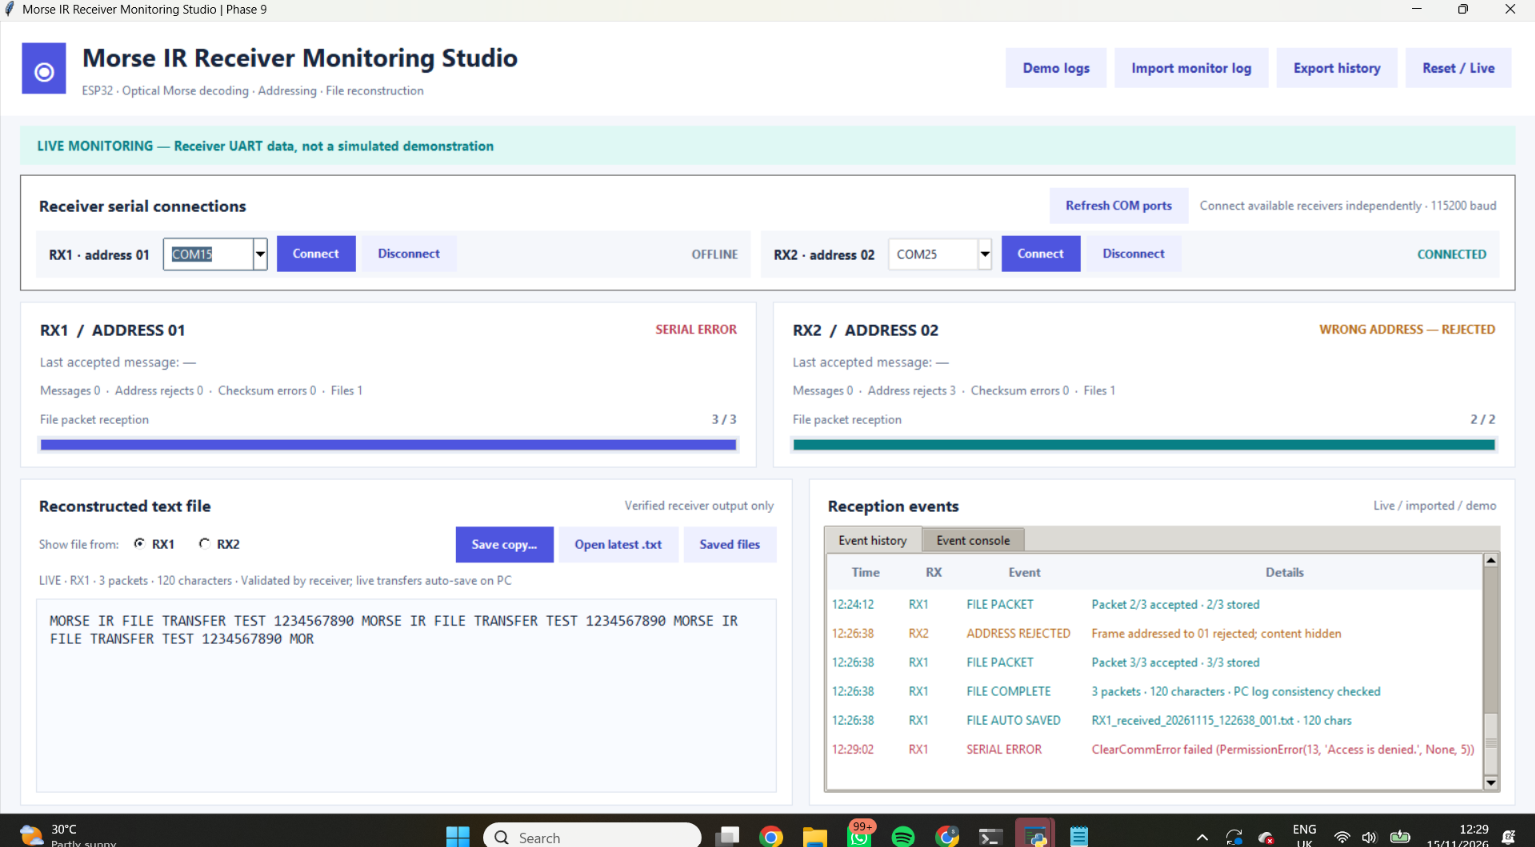 Morse IR Receiver Monitoring Studio | Phase 9
Morse IR Receiver Monitoring Studio
ESP32 · Optical Morse decoding · Addressing · File reconstruction
Demo logs
Import monitor log
Export history
Reset / Live
LIVE MONITORING — Receiver UART data, not a simulated demonstration
Receiver serial connections
Refresh COM ports
Connect available receivers independently · 115200 baud
RX1 · address 01
COM15
Connect
Disconnect
OFFLINE
RX2 · address 02
COM25
Connect
Disconnect
CONNECTED
RX1 / ADDRESS 01
SERIAL ERROR
Last accepted message: —
Messages 0 · Address rejects 0 · Checksum errors 0 · Files 1
File packet reception
3 / 3
RX2 / ADDRESS 02
WRONG ADDRESS — REJECTED
Last accepted message: —
Messages 0 · Address rejects 3 · Checksum errors 0 · Files 1
File packet reception
2 / 2
Reconstructed text file
Verified receiver output only
Show file from: RX1 RX2
Save copy...
Open latest .txt
Saved files
LIVE · RX1 · 3 packets · 120 characters · Validated by receiver; live transfers auto-save on PC
MORSE IR FILE TRANSFER TEST 1234567890 MORSE IR FILE TRANSFER TEST 1234567890 MORSE IR
FILE TRANSFER TEST 1234567890 MOR
Reception events
Live / imported / demo
Event history
Event console
Time RX Event Details
12:24:12 RX1 FILE PACKET Packet 2/3 accepted · 2/3 stored
12:26:38 RX2 ADDRESS REJECTED Frame addressed to 01 rejected; content hidden
12:26:38 RX1 FILE PACKET Packet 3/3 accepted · 3/3 stored
12:26:38 RX1 FILE COMPLETE 3 packets · 120 characters · PC log consistency checked
12:26:38 RX1 FILE AUTO SAVED RX1_received_20261115_122638_001.txt · 120 chars
12:29:02 RX1 SERIAL ERROR ClearCommError failed (PermissionError(13, 'Access is denied.', None, 5))
30°C
Partly sunny
Search
99+
ENG
UK
12:29
15/11/2026